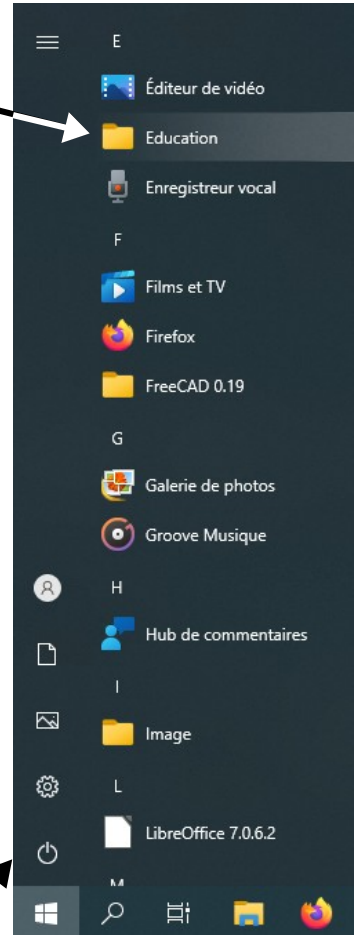 E
Éditeur de vidéo
Education
Enregistreur vocal
F
Films et TV
Firefox
FreeCAD 0.19
G
Galerie de photos
Groove Musique
H
Hub de commentaires
I
Image
L
LibreOffice 7.0.6.2
M